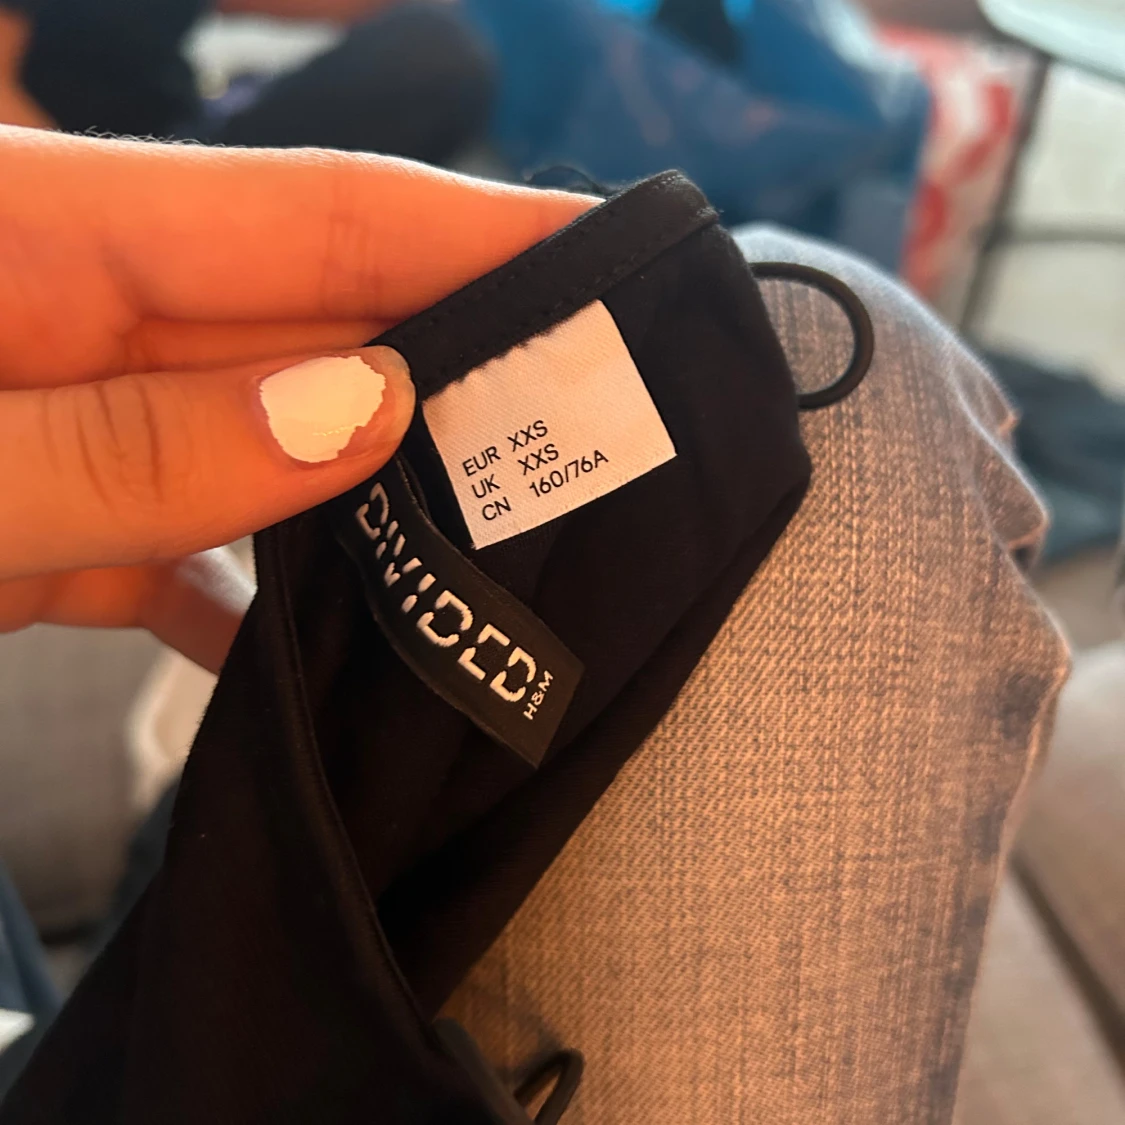 EUR XXS
UK XXS
CN 160/76A
DIVIDED
H&M